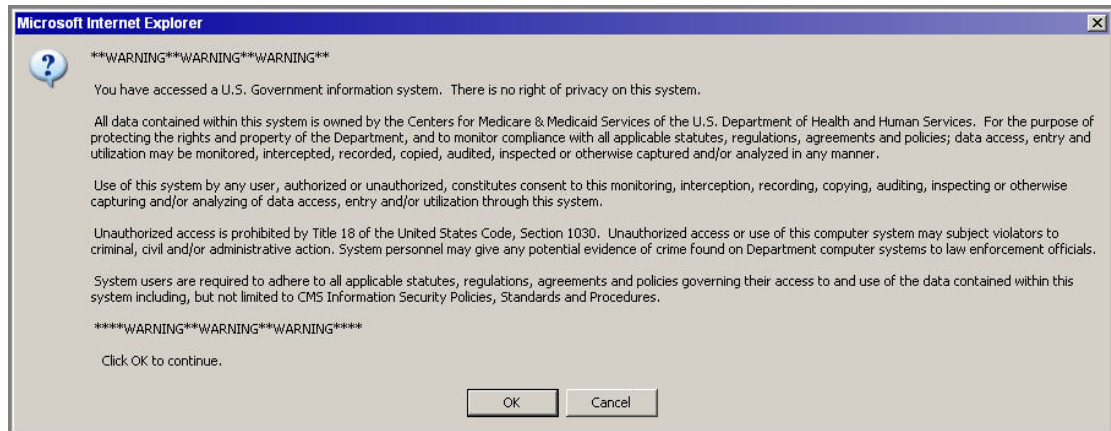 Microsoft Internet Explorer
**WARNING**WARNING**WARNING**
You have accessed a U.S. Government information system. There is no right of privacy on this system.
All data contained within this system is owned by the Centers for Medicare & Medicaid Services of the U.S. Department of Health and Human Services. For the purpose of
protecting the rights and property of the Department, and to monitor compliance with all applicable statutes, regulations, agreements and policies; data access, entry and
utilization may be monitored, intercepted, recorded, copied, audited, inspected or otherwise captured and/or analyzed in any manner.
Use of this system by any user, authorized or unauthorized, constitutes consent to this monitoring, interception, recording, copying, auditing, inspecting or otherwise
capturing and/or analyzing of data access, entry and/or utilization through this system.
Unauthorized access is prohibited by Title 18 of the United States Code, Section 1030. Unauthorized access or use of this computer system may subject violators to
criminal, civil and/or administrative action. System personnel may give any potential evidence of crime found on Department computer systems to law enforcement officials.
System users are required to adhere to all applicable statutes, regulations, agreements and policies governing their access to and use of the data contained within this
system including, but not limited to CMS Information Security Policies, Standards and Procedures.
****WARNING**WARNING**WARNING****
Click OK to continue.
OK Cancel